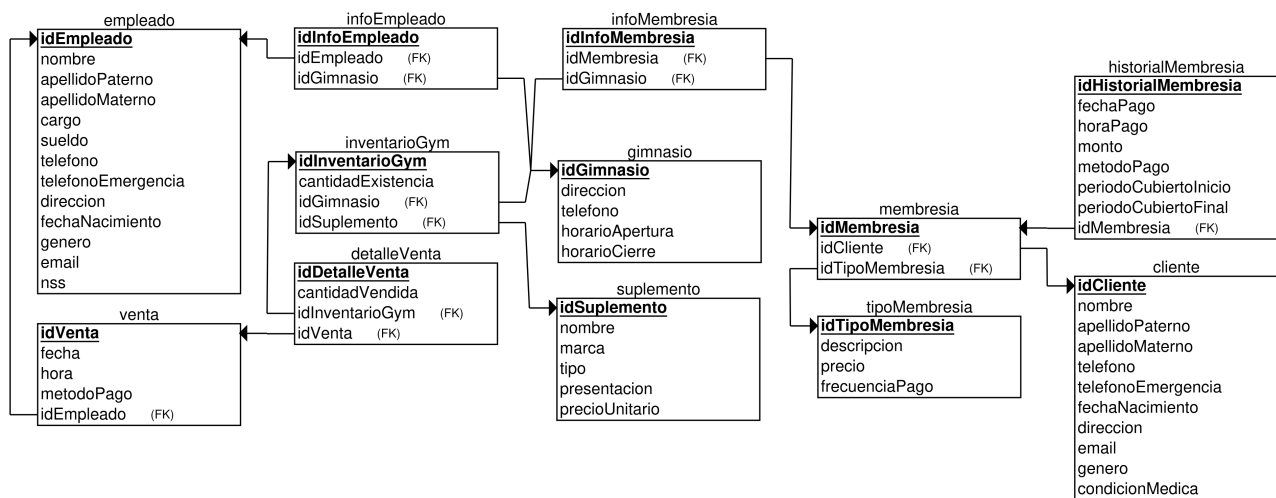 empleado
idEmpleado
nombre
apellidoPaterno
apellidoMaterno
cargo
sueldo
telefono
telefonoEmergencia
direccion
fechaNacimiento
genero
email
nss
venta
idVenta
fecha
hora
metodoPago
idEmpleado (FK)
infoEmpleado
idInfoEmpleado
idEmpleado (FK)
idGimnasio (FK)
inventarioGym
idInventarioGym
cantidadExistencia
idGimnasio (FK)
idSuplemento (FK)
detalleVenta
idDetalleVenta
cantidadVendida
idInventarioGym (FK)
idVenta (FK)
infoMembresia
idInfoMembresia
idMembresia (FK)
idGimnasio (FK)
gimnasio
idGimnasio
direccion
telefono
horarioApertura
horarioCierre
suplemento
idSuplemento
nombre
marca
tipo
presentacion
precioUnitario
membresia
idMembresia
idCliente (FK)
idTipoMembresia (FK)
tipoMembresia
idTipoMembresia
descripcion
precio
frecuenciaPago
historialMembresia
idHistorialMembresia
fechaPago
horaPago
monto
metodoPago
periodoCubiertoInicio
periodoCubiertoFinal
idMembresia (FK)
cliente
idCliente
nombre
apellidoPaterno
apellidoMaterno
telefono
telefonoEmergencia
fechaNacimiento
direccion
email
genero
condicionMedica